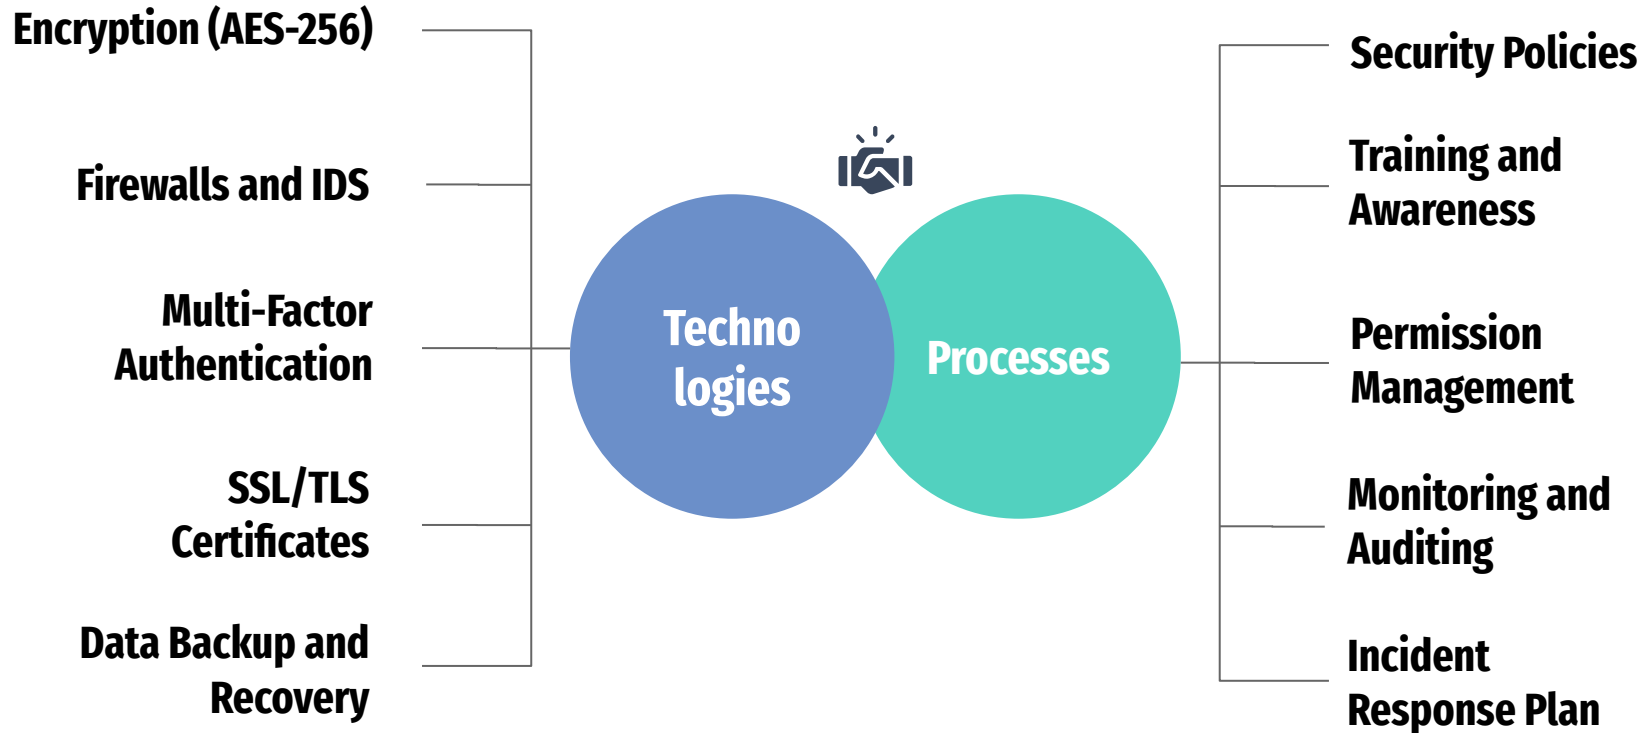 Encryption (AES-256)
Firewalls and IDS
Multi-Factor
Authentication
SSL/TLS
Certificates
Data Backup and
Recovery
Techno
logies
Processes
Security Policies
Training and
Awareness
Permission
Management
Monitoring and
Auditing
Incident
Response Plan